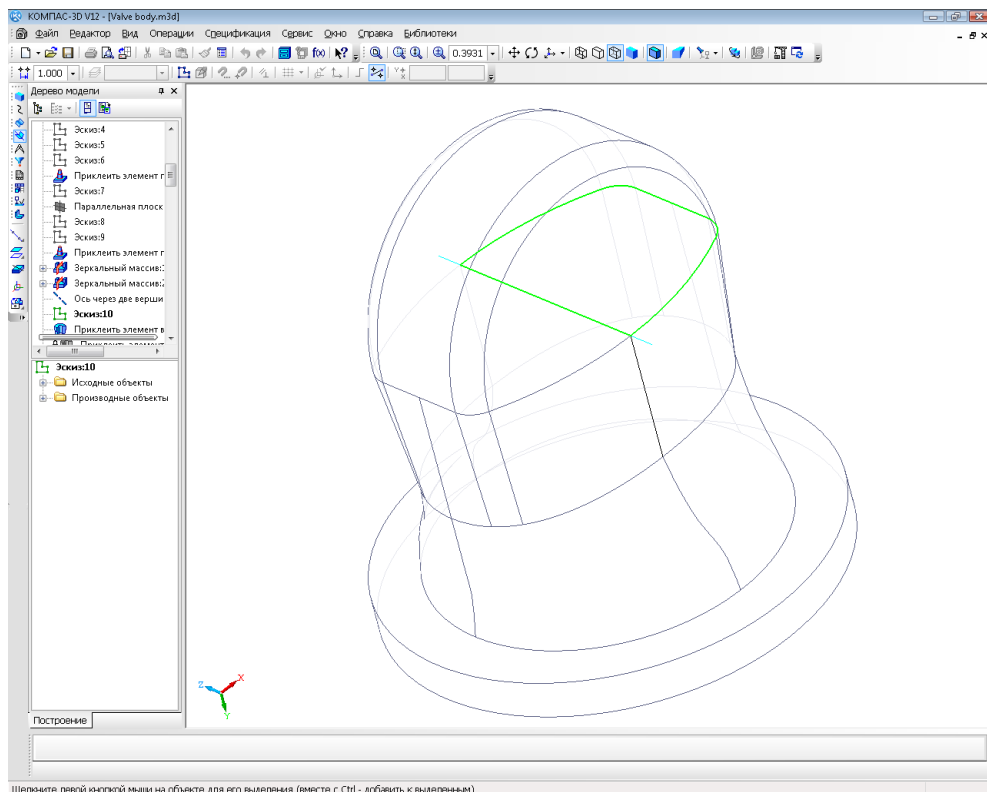 КОМПАС-3D V12 - [Valve body.m3d]
Файл Редактор Вид Операции Спецификация Сервис Окно Справка Библиотеки
f(x) 0.3931
1.000
Дерево модели
Эскиз:4
Эскиз:5
Эскиз:6
Приклеить элемент г
Эскиз:7
Параллельная плоск
Эскиз:8
Эскиз:9
Приклеить элемент г
Зеркальный массив:
Зеркальный массив:
Ось через две верши
Эскиз:10
Приклеить элемент в
Приклеить элемент
Эскиз:10
Исходные объекты
Производные объекты
Z X
Y
Построение
Щелкните левой кнопкой мыши на объекте для его выделения (вместе с Ctrl - добавить к выделенным)